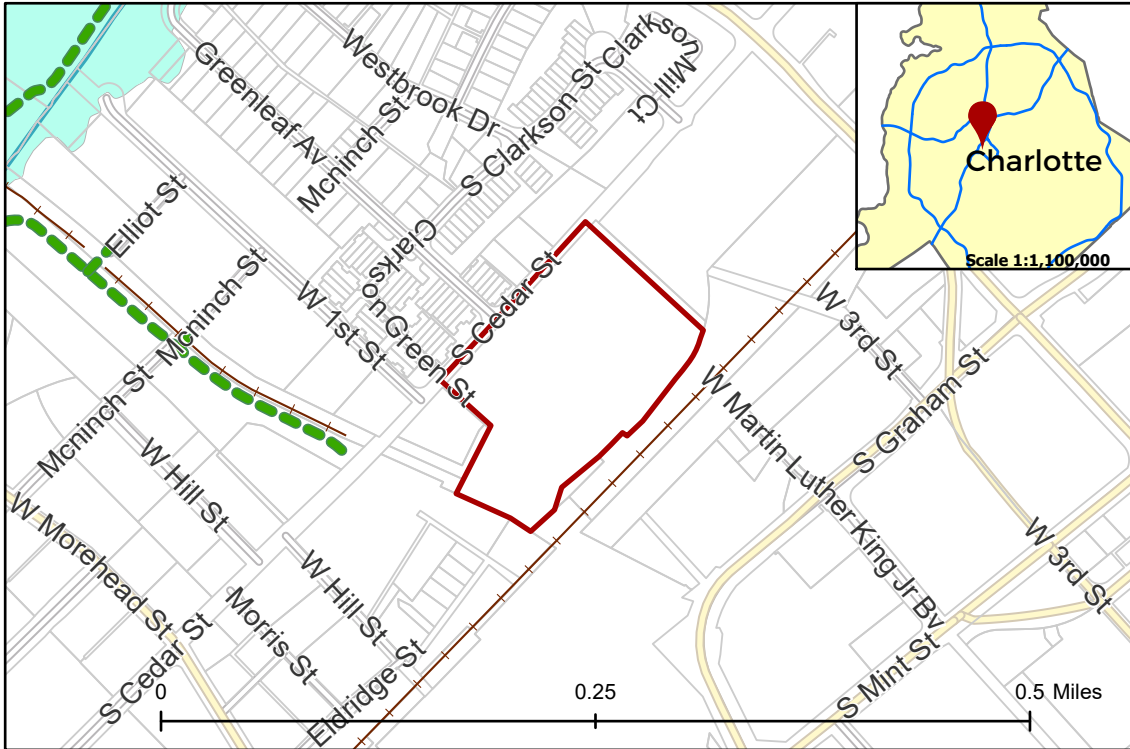 Westbrook Dr
Greenleaf Av
Mcninch St
S Clarkson St
Clarkson Mill Ct
Charlotte
Scale 1:1,100,000
Elliot St
Mcninch St
W 1st St
Clarkson Green St
S Cedar St
W 3rd St
S Graham St
W Martin Luther King Jr Bv
Mcninch St
W Hill St
W Morehead St
S Cedar St
Morris St
W Hill St
Eldridge St
W 3rd St
S Mint St
0
0.25
0.5 Miles